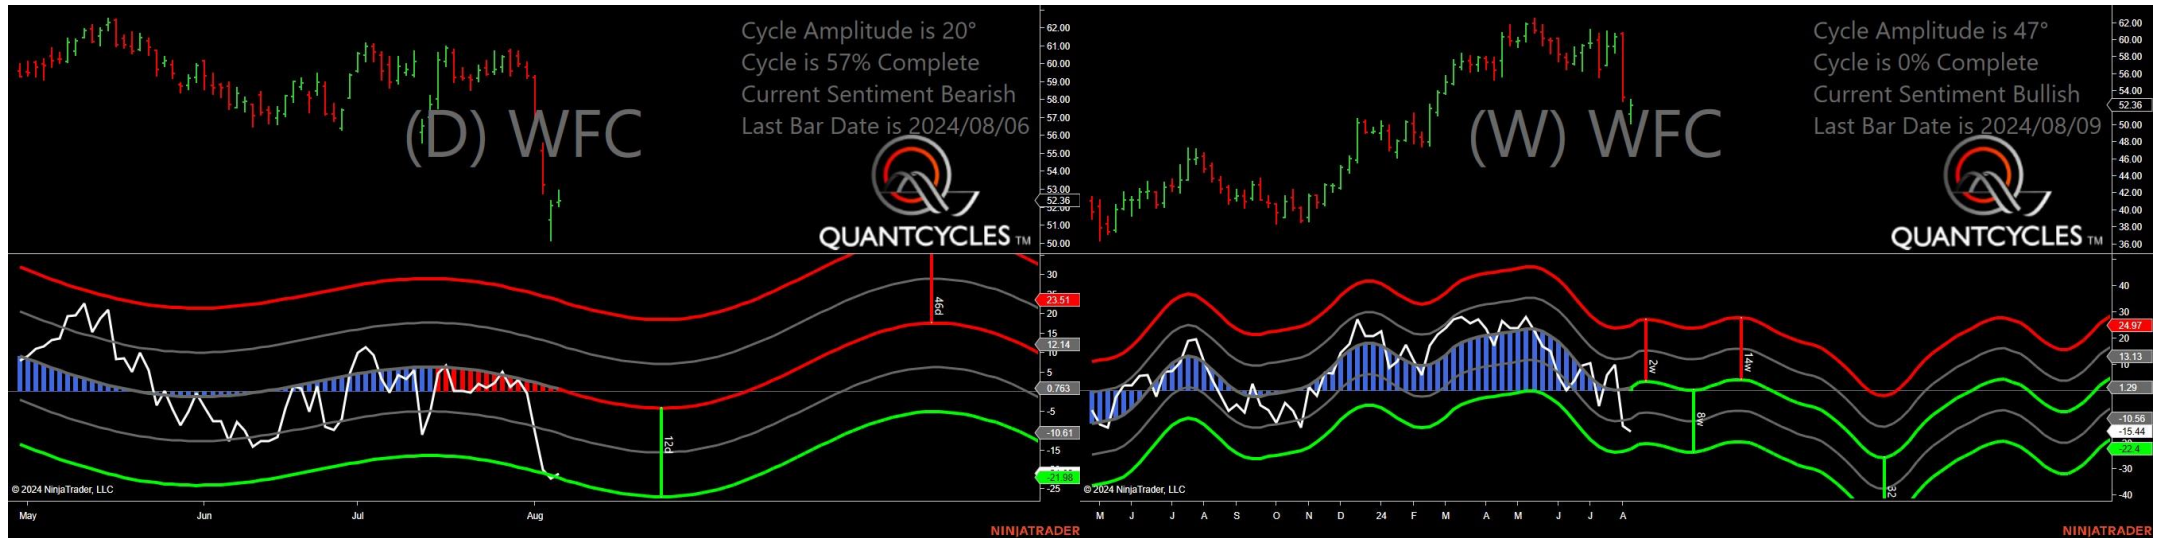 Cycle Amplitude is 20°
Cycle is 57% Complete
Current Sentiment Bearish
Last Bar Date is 2024/08/06
(D) WFC
QUANTCYCLES TM
62.00
61.00
60.00
59.00
58.00
57.00
56.00
55.00
54.00
53.00
52.36
52.00
51.00
50.00
30
23.51
20
15
12.14
10
5
0.763
-5
-10.61
-15
-21.98
-25
46d
12d
© 2024 NinjaTrader, LLC
May Jun Jul Aug
NINJATRADER
Cycle Amplitude is 47°
Cycle is 0% Complete
Current Sentiment Bullish
Last Bar Date is 2024/08/09
(W) WFC
QUANTCYCLES TM
62.00
60.00
58.00
56.00
54.00
52.36
50.00
48.00
46.00
44.00
42.00
40.00
38.00
36.00
40
30
24.97
20
13.13
10
1.29
-10.56
-15.44
-22.4
-30
-40
2w
14w
8w
32
© 2024 NinjaTrader, LLC
M J J A S O N D 24 F M A M J J A
NINJATRADER